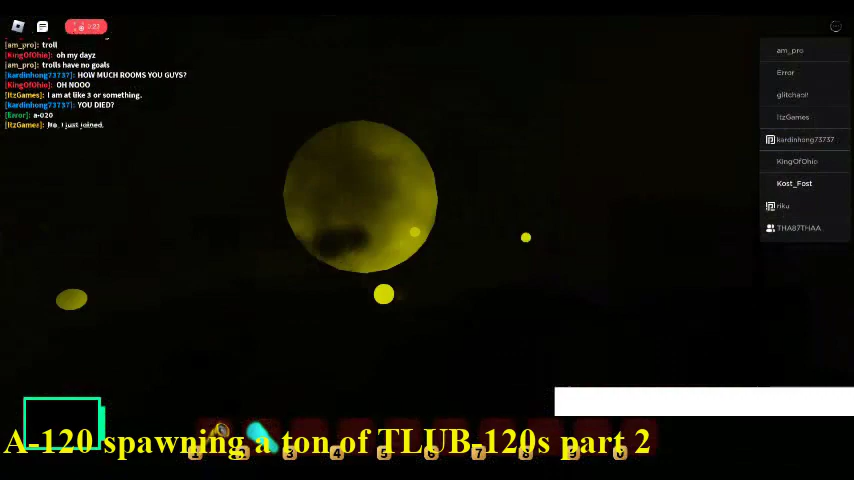 [am_pro]: troll
[KingOfOhio]: oh my dayz
[am_pro]: trolls have no goals
[kardinhong73737]: HOW MUCH ROOMS YOU GUYS?
[KingOfOhio]: OH NOOO
[ItzGames]: I am at like 3 or something.
[kardinhong73737]: YOU DIED?
[Error]: a-020
[ItzGames]: No, I just joined.
am_pro
Error
ItzGames
kardinhong73737
KingOfOhio
Kost_Fost
riku
THA87THAA
A-120 spawning a ton of TLUB-120s part 2